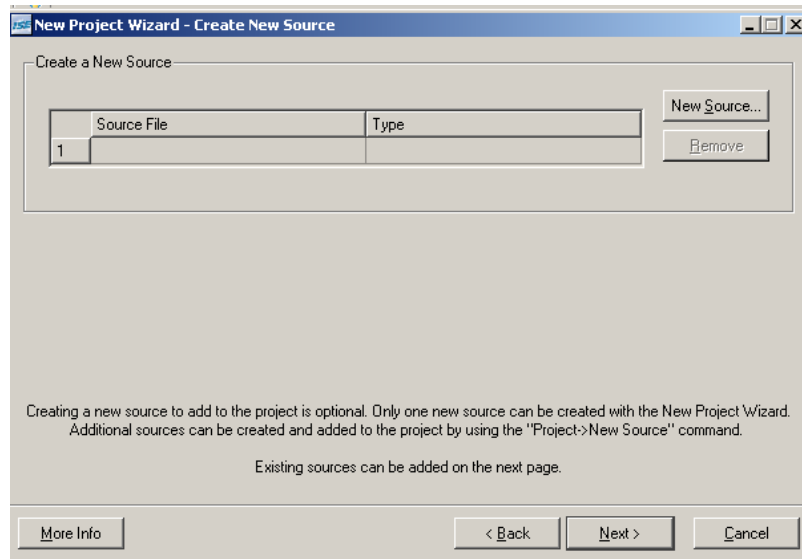 ISE New Project Wizard - Create New Source
Create a New Source
Source File Type
1
New Source...
Remove
Creating a new source to add to the project is optional. Only one new source can be created with the New Project Wizard.
Additional sources can be created and added to the project by using the "Project->New Source" command.
Existing sources can be added on the next page.
More Info < Back Next > Cancel